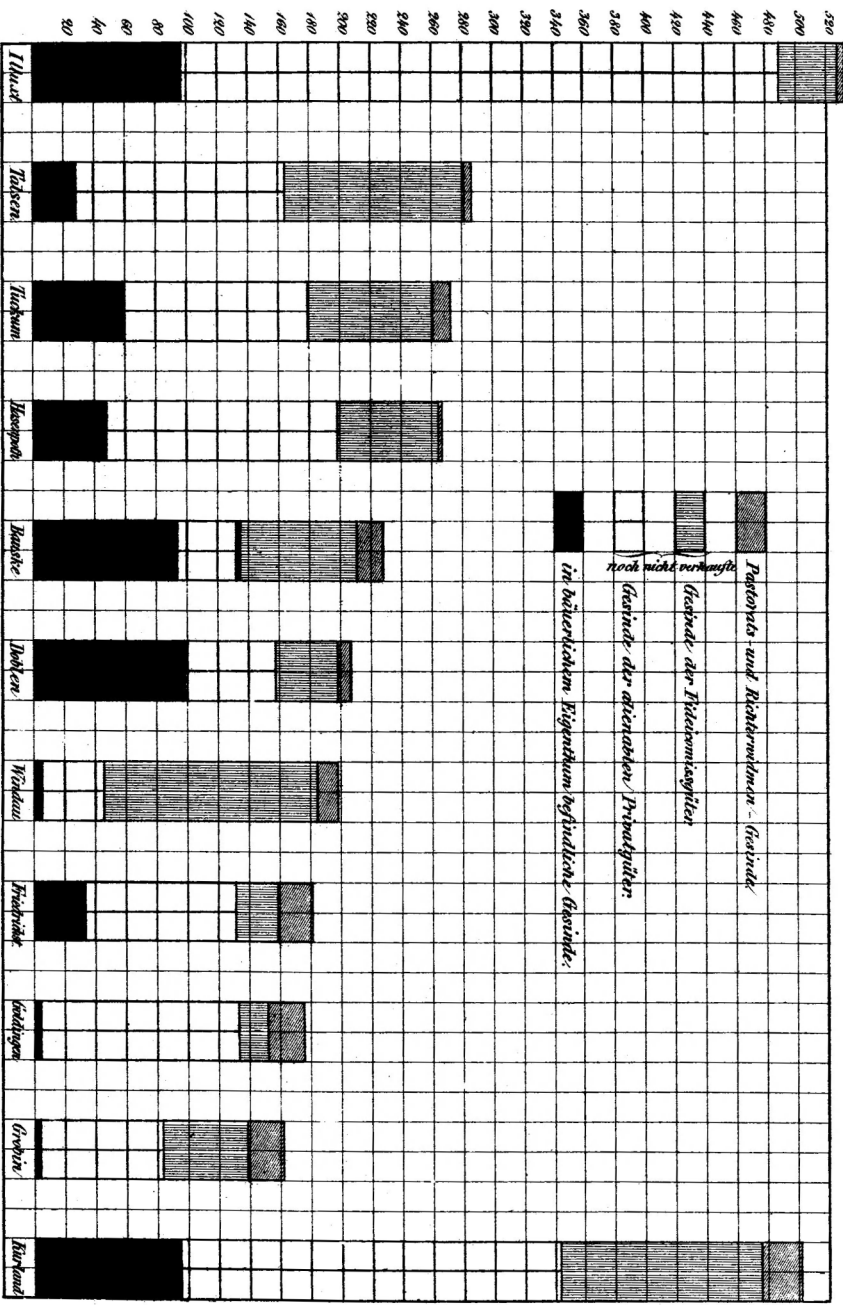 20 40 60 80 100 120 140 160 180 200 220 240 260 280 300 320 340 360 380 400 420 440 460 480 500 520
Illuxt
Talsen
Tuckum
Hasenpoth
Bauske
Doblen
Windau
Friedrichst.
Goldingen
Grobin
Kurland
Pastorats- und Richterwidmen-Gesinde
Gesinde der Fideicomissgüter
noch nicht verkaufte
Gesinde der alienablen Privatgüter.
in bäuerlichem Eigenthum befindliche Gesinde.